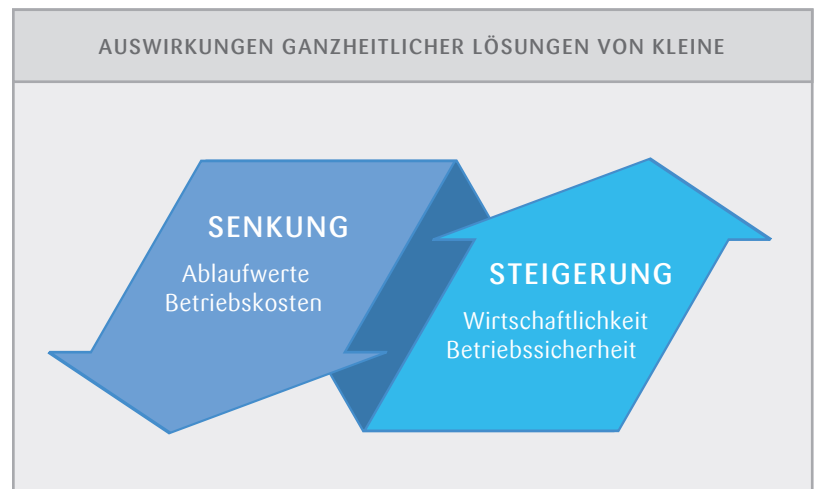 AUSWIRKUNGEN GANZHEITLICHER LÖSUNGEN VON KLEINE
SENKUNG
Ablaufwerte
Betriebskosten
STEIGERUNG
Wirtschaftlichkeit
Betriebssicherheit